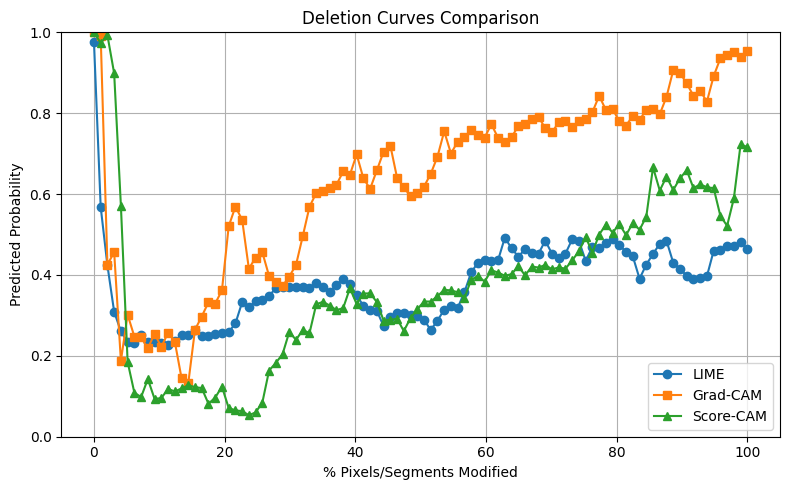 Deletion Curves Comparison
Predicted Probability
1.0
0.8
0.6
0.4
0.2
0.0
0
20
40
60
80
100
% Pixels/Segments Modified
LIME
Grad-CAM
Score-CAM